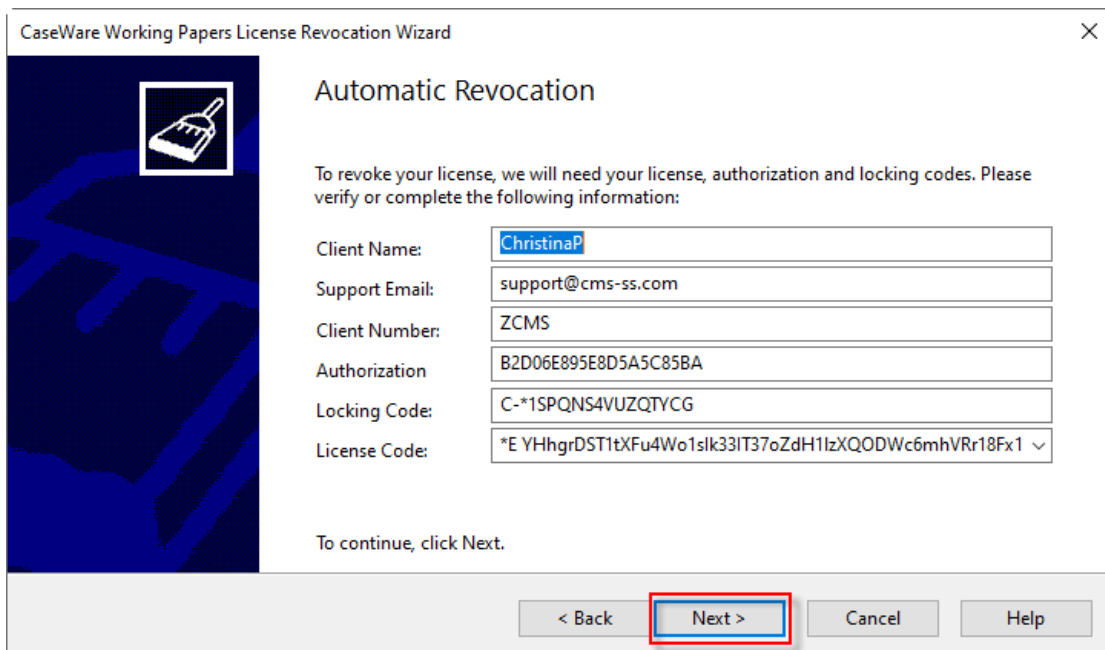 CaseWare Working Papers License Revocation Wizard
Automatic Revocation
To revoke your license, we will need your license, authorization and locking codes. Please
verify or complete the following information:
Client Name: ChristinaP
Support Email: support@cms-ss.com
Client Number: ZCMS
Authorization B2D06E895E8D5A5C85BA
Locking Code: C-*1SPQNS4VUZQTYCG
License Code: *E YHhgrDST1tXFu4Wo1slk33IT37oZdH1IzXQODWc6mhVRr18Fx1
To continue, click Next.
< Back Next > Cancel Help